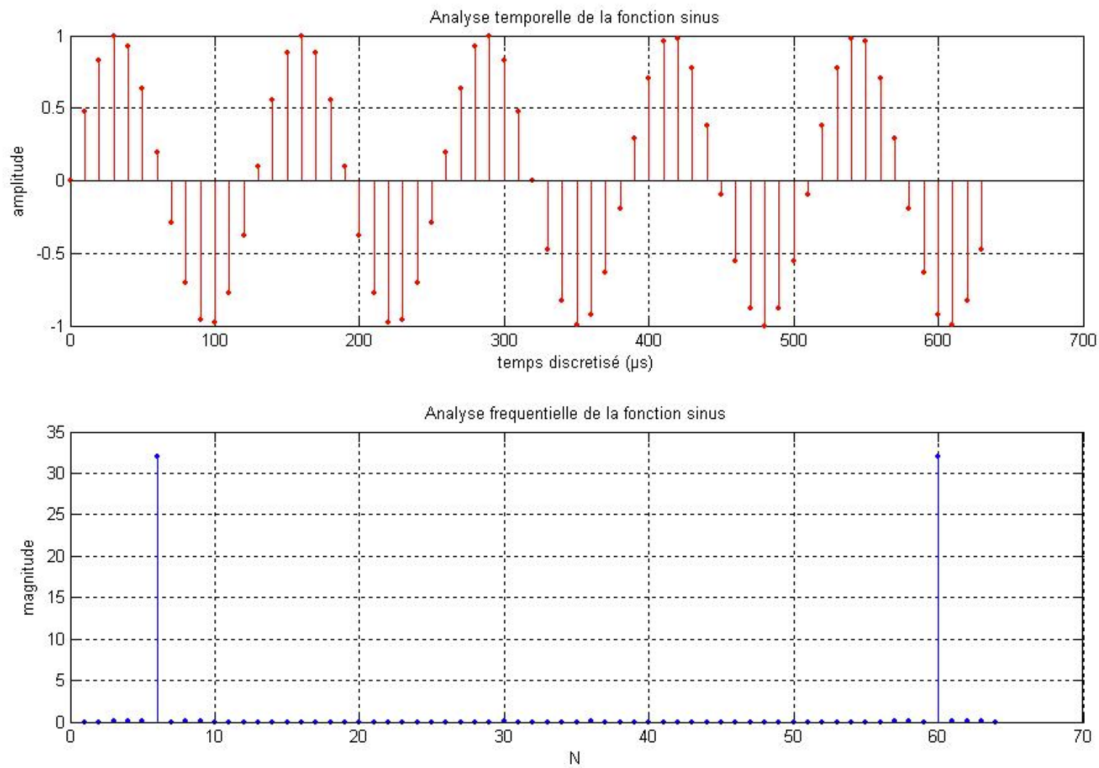 Analyse temporelle de la fonction sinus
1
0.5
0
-0.5
-1
amplitude
0 100 200 300 400 500 600 700
temps discretisé (µs)
Analyse frequentielle de la fonction sinus
35
30
25
20
15
10
5
0
magnitude
0 10 20 30 40 50 60 70
N